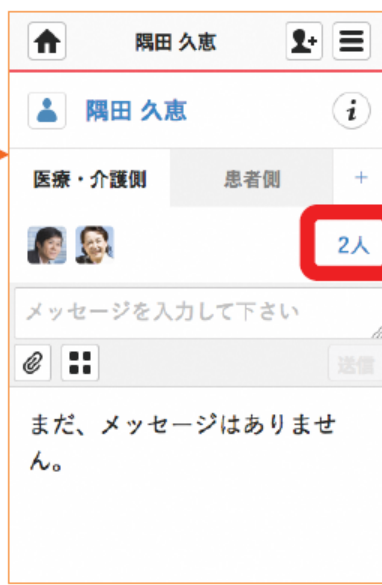 隅田 久恵
隅田 久恵
i
医療・介護側
患者側
+
2人
メッセージを入力して下さい
送信
まだ、メッセージはありませ
ん。